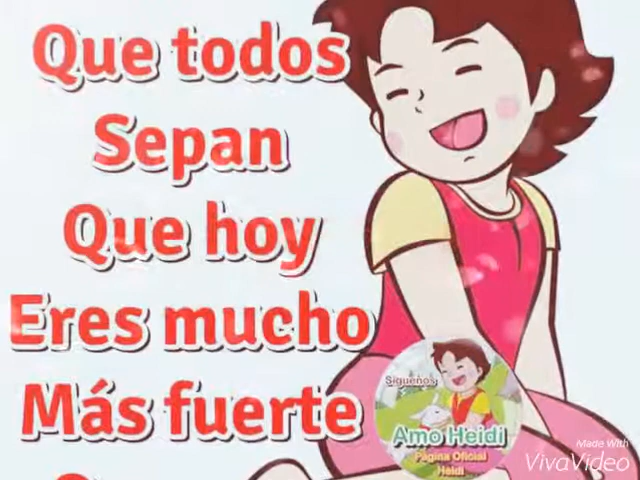 Que todos
Sepan
Que hoy
Eres mucho
Más fuerte
Síguenos
Amo Heidi
Página Oficial
Heidi
Made With
VivaVideo